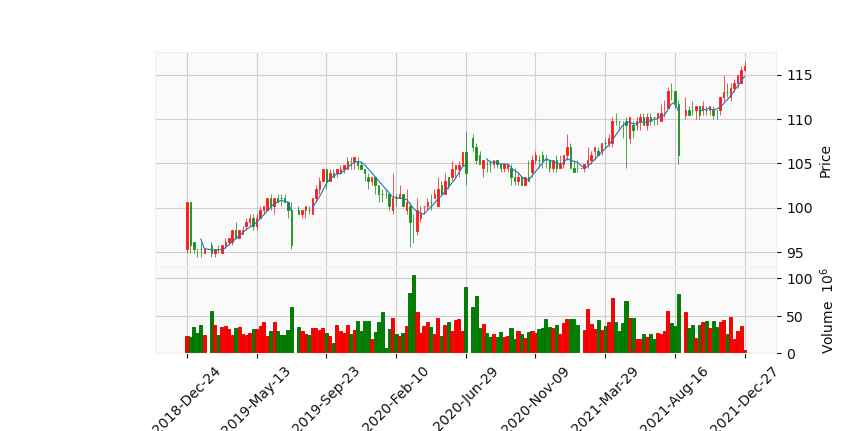 115
110
105
100
95
Price
100
50
0
Volume 10^6
2018-Dec-24
2019-May-13
2019-Sep-23
2020-Feb-10
2020-Jun-29
2020-Nov-09
2021-Mar-29
2021-Aug-16
2021-Dec-27